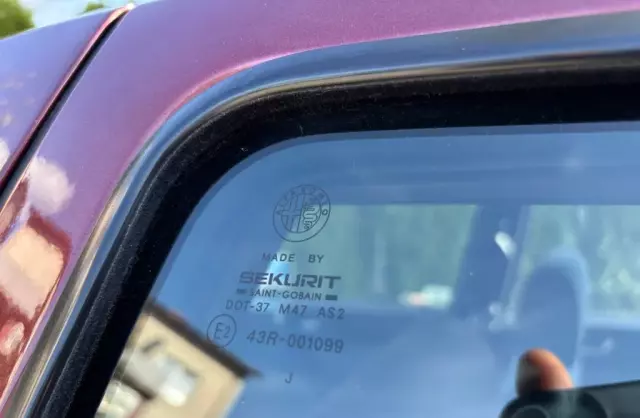 MADE BY
SEKURIT
SAINT-GOBAIN
DOT-37 M47 AS2
E2 43R-001099
J